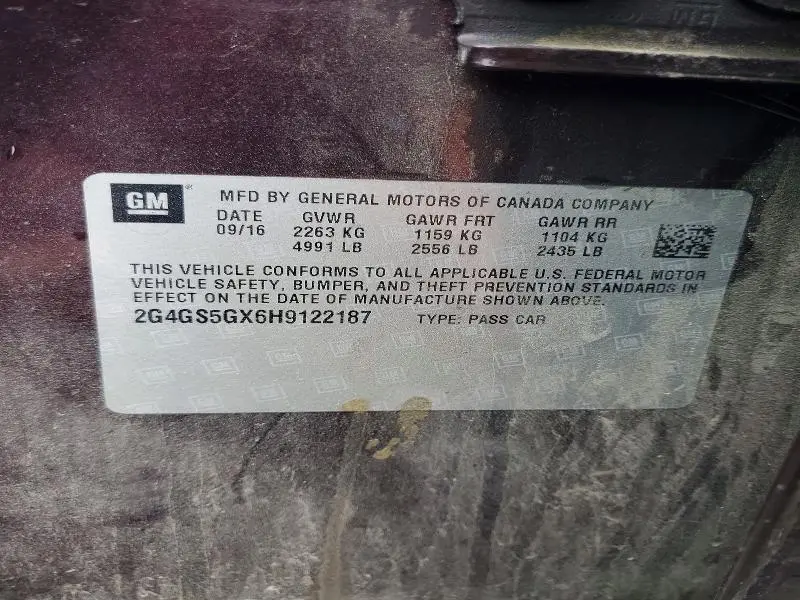 GM ®
MFD BY GENERAL MOTORS OF CANADA COMPANY
DATE GVWR GAWR FRT GAWR RR
09/16 2263 KG 1159 KG 1104 KG
4991 LB 2556 LB 2435 LB
THIS VEHICLE CONFORMS TO ALL APPLICABLE U.S. FEDERAL MOTOR
VEHICLE SAFETY, BUMPER, AND THEFT PREVENTION STANDARDS IN
EFFECT ON THE DATE OF MANUFACTURE SHOWN ABOVE.
2G4GS5GX6H9122187 TYPE: PASS CAR